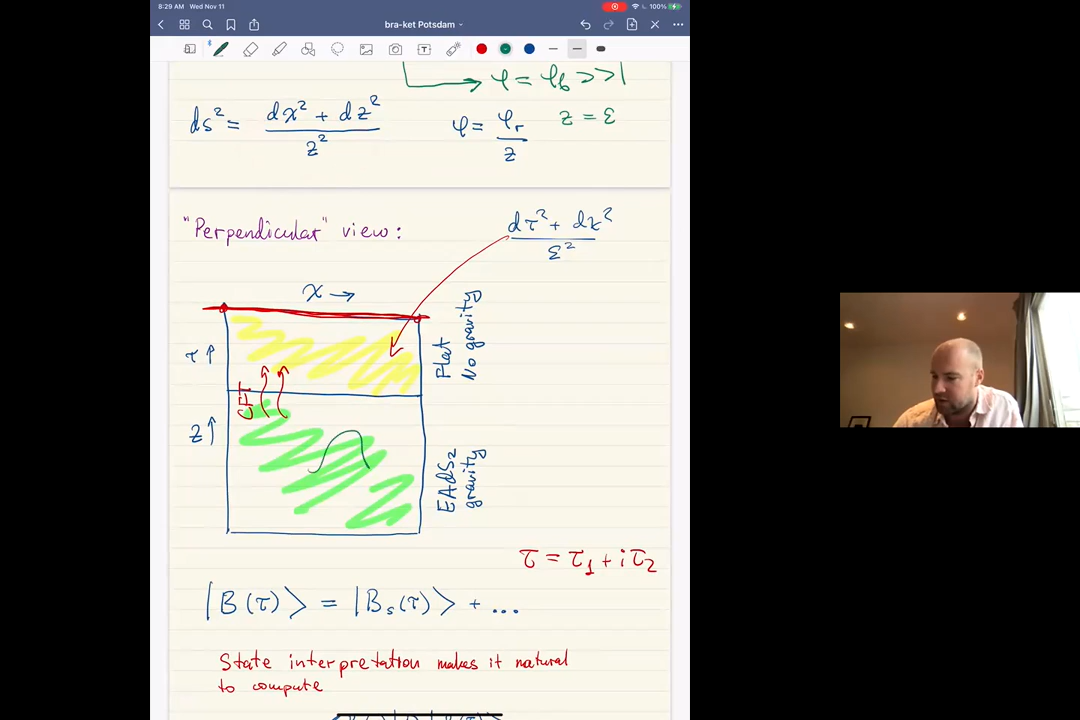 8:29 AM Wed Nov 11
100%
bra-ket Potsdam
φ = φ_b >> 1
ds² = (dx² + dz²)/z²    φ = φ_r/z    z = ε
"Perpendicular" view:
(dτ² + dx²)/ε²
x →
τ ↑
Flat
No gravity
CFT
z ↑
EAdS₂
gravity
τ = τ₁ + iτ₂
|B(τ)⟩ = |B_s(τ)⟩ + ...
State interpretation makes it natural
to compute